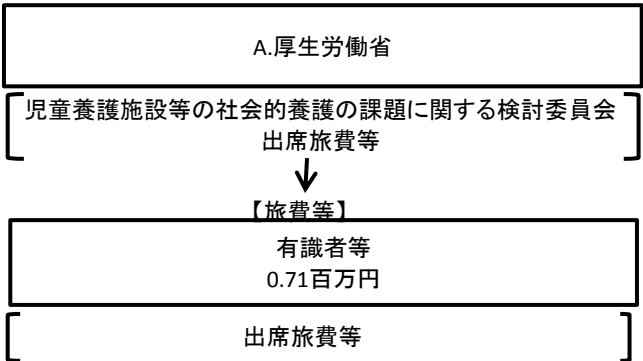 A.厚生労働省
児童養護施設等の社会的養護の課題に関する検討委員会
出席旅費等
【旅費等】
有識者等
0.71百万円
出席旅費等